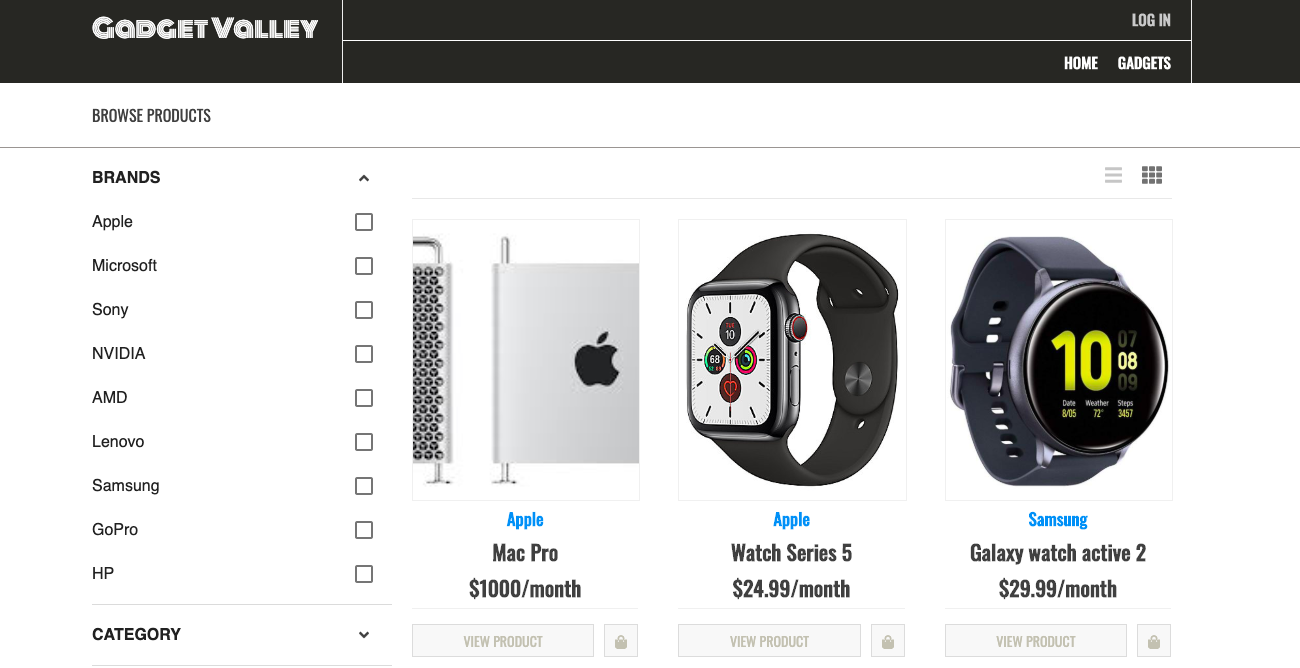 GadgetValley
LOG IN
HOME GADGETS
BROWSE PRODUCTS
BRANDS
Apple
Microsoft
Sony
NVIDIA
AMD
Lenovo
Samsung
GoPro
HP
CATEGORY
TUE
10
68
10
07
08
09
Date Weather Steps
8/05 72° 3457
Apple
Mac Pro
$1000/month
VIEW PRODUCT
Apple
Watch Series 5
$24.99/month
VIEW PRODUCT
Samsung
Galaxy watch active 2
$29.99/month
VIEW PRODUCT